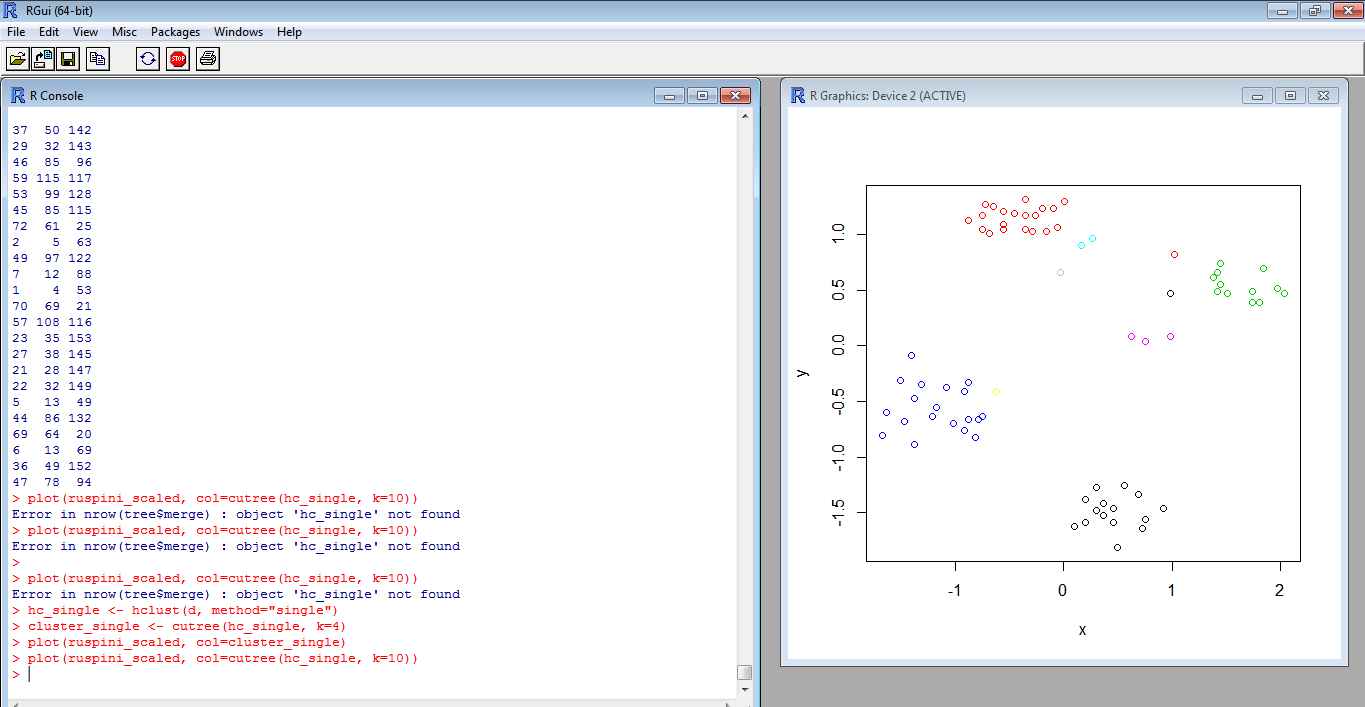 RGui (64-bit)
File Edit View Misc Packages Windows Help
STOP
R Console
37   50 142
29   32 143
46   85  96
59  115 117
53   99 128
45   85 115
72   61  25
2     5  63
49   97 122
7    12  88
1     4  53
70   69  21
57  108 116
23   35 153
27   38 145
21   28 147
22   32 149
5    13  49
44   86 132
69   64  20
6    13  69
36   49 152
47   78  94
> plot(ruspini_scaled, col=cutree(hc_single, k=10))
Error in nrow(tree$merge) : object 'hc_single' not found
> plot(ruspini_scaled, col=cutree(hc_single, k=10))
Error in nrow(tree$merge) : object 'hc_single' not found
>
> plot(ruspini_scaled, col=cutree(hc_single, k=10))
Error in nrow(tree$merge) : object 'hc_single' not found
> hc_single <- hclust(d, method="single")
> cluster_single <- cutree(hc_single, k=4)
> plot(ruspini_scaled, col=cluster_single)
> plot(ruspini_scaled, col=cutree(hc_single, k=10))
>
R Graphics: Device 2 (ACTIVE)
1.0
0.5
0.0
-0.5
-1.0
-1.5
y
-1 0 1 2
x